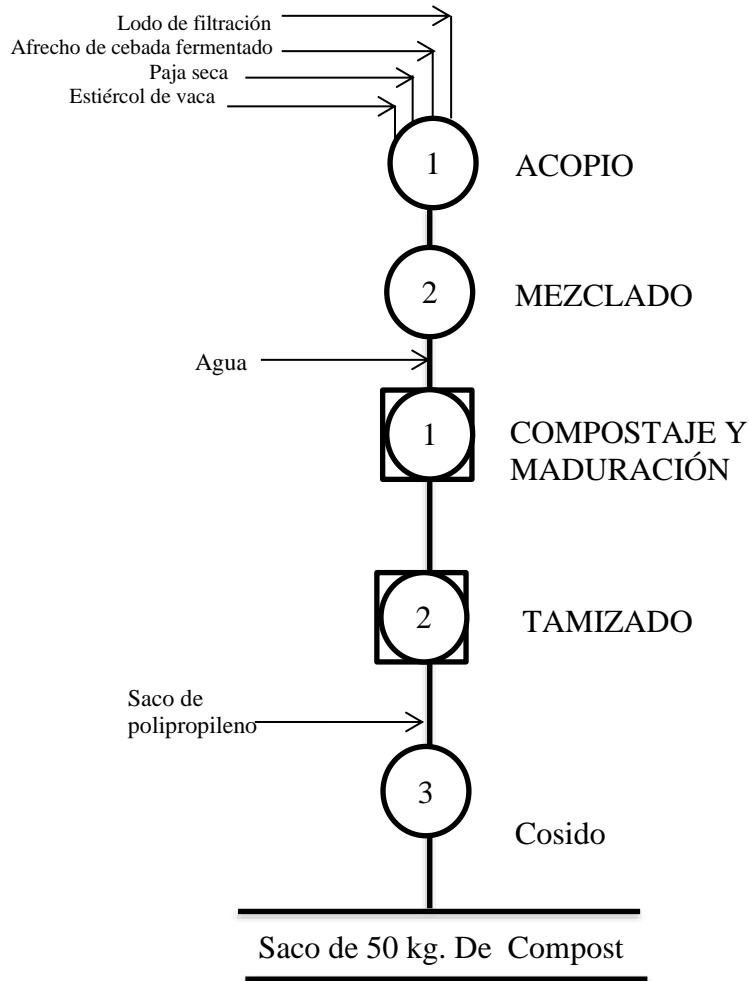 Lodo de filtración
Afrecho de cebada fermentado
Paja seca
Estiércol de vaca
1
ACOPIO
2
MEZCLADO
Agua
1
COMPOSTAJE Y
MADURACIÓN
2
TAMIZADO
Saco de
polipropileno
3
Cosido
Saco de 50 kg. De Compost